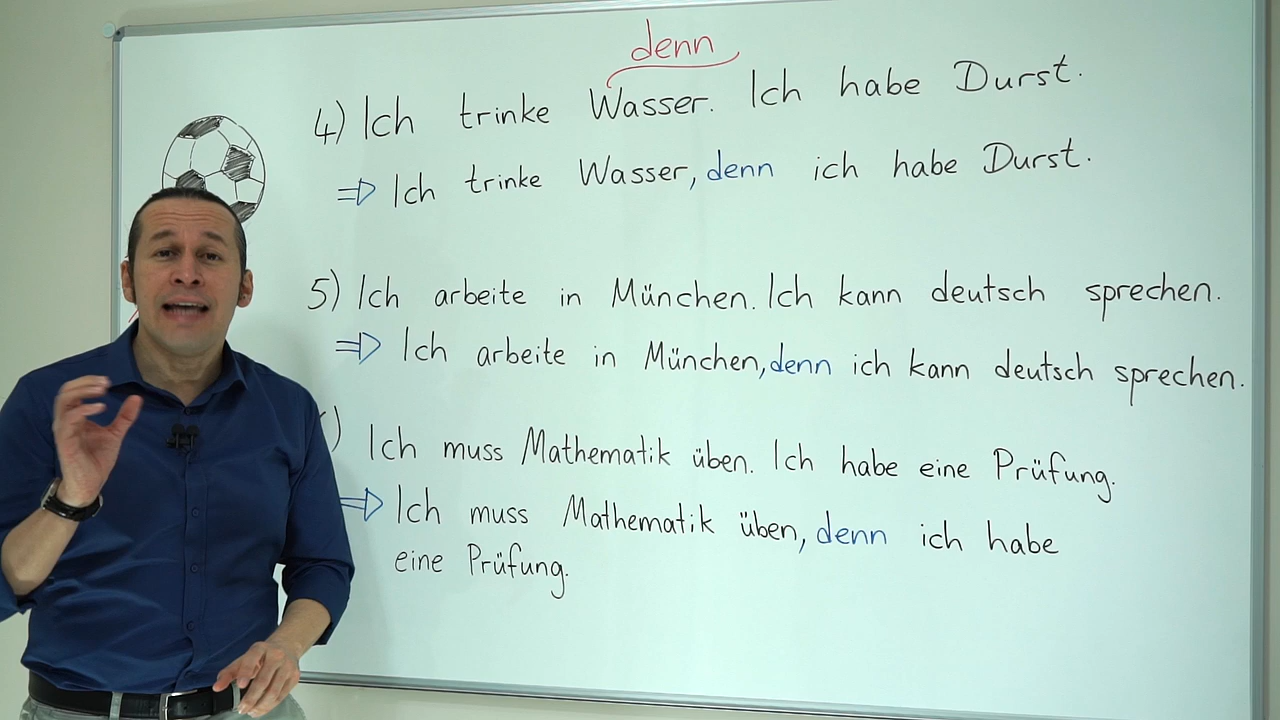 denn
4) Ich trinke Wasser. Ich habe Durst.
⇒ Ich trinke Wasser, denn ich habe Durst.
5) Ich arbeite in München. Ich kann deutsch sprechen.
⇒ Ich arbeite in München, denn ich kann deutsch sprechen.
) Ich muss Mathematik üben. Ich habe eine Prüfung.
⇒ Ich muss Mathematik üben, denn ich habe
eine Prüfung.